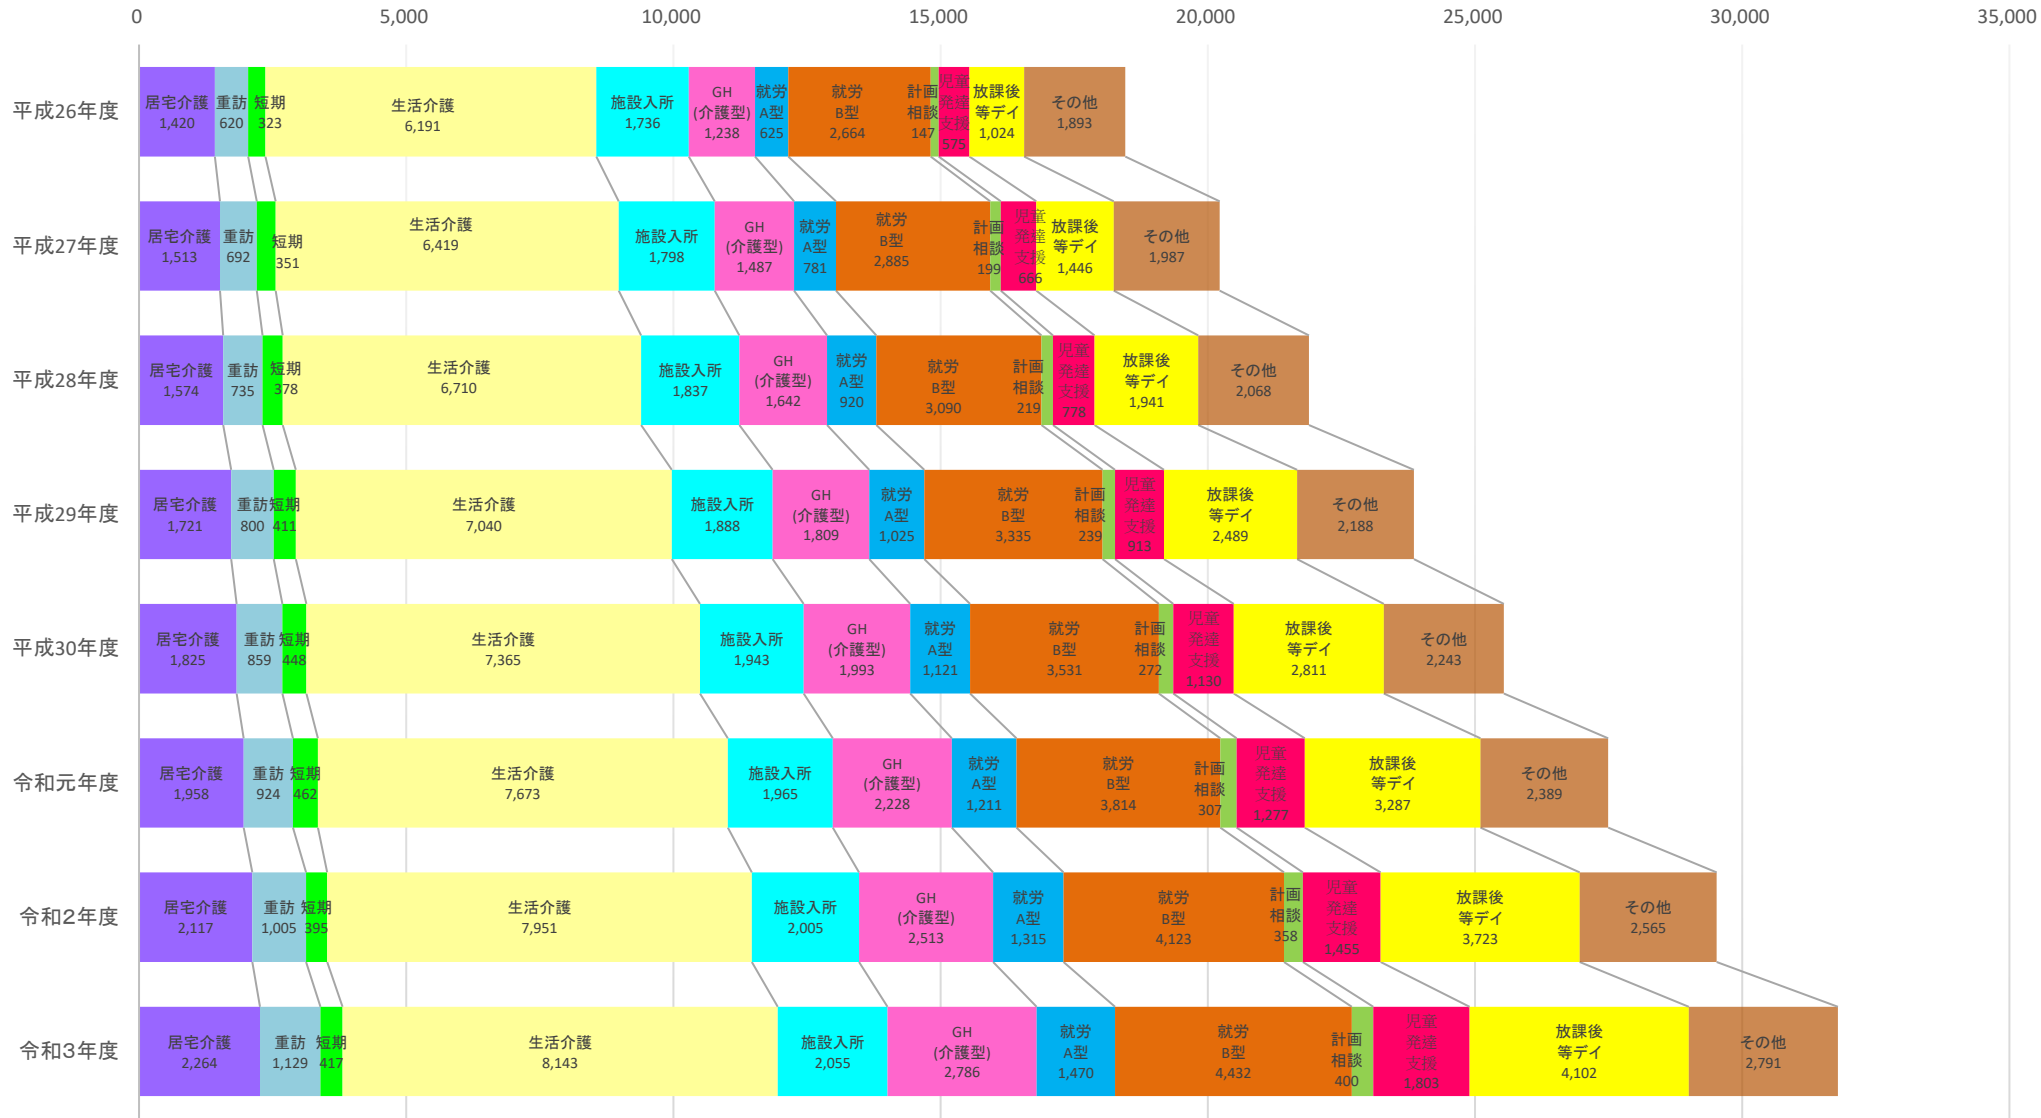 0 5,000 10,000 15,000 20,000 25,000 30,000 35,000
平成26年度
居宅介護
1,420
重訪
620
短期
323
生活介護
6,191
施設入所
1,736
GH
(介護型)
1,238
就労
A型
625
就労
B型
2,664
計画
相談
147
児童
発達
支援
575
放課後
等デイ
1,024
その他
1,893
平成27年度
居宅介護
1,513
重訪
692
短期
351
生活介護
6,419
施設入所
1,798
GH
(介護型)
1,487
就労
A型
781
就労
B型
2,885
計画
相談
199
児童
発達
支援
666
放課後
等デイ
1,446
その他
1,987
平成28年度
居宅介護
1,574
重訪
735
短期
378
生活介護
6,710
施設入所
1,837
GH
(介護型)
1,642
就労
A型
920
就労
B型
3,090
計画
相談
219
児童
発達
支援
778
放課後
等デイ
1,941
その他
2,068
平成29年度
居宅介護
1,721
重訪
800
短期
411
生活介護
7,040
施設入所
1,888
GH
(介護型)
1,809
就労
A型
1,025
就労
B型
3,335
計画
相談
239
児童
発達
支援
913
放課後
等デイ
2,489
その他
2,188
平成30年度
居宅介護
1,825
重訪
859
短期
448
生活介護
7,365
施設入所
1,943
GH
(介護型)
1,993
就労
A型
1,121
就労
B型
3,531
計画
相談
272
児童
発達
支援
1,130
放課後
等デイ
2,811
その他
2,243
令和元年度
居宅介護
1,958
重訪
924
短期
462
生活介護
7,673
施設入所
1,965
GH
(介護型)
2,228
就労
A型
1,211
就労
B型
3,814
計画
相談
307
児童
発達
支援
1,277
放課後
等デイ
3,287
その他
2,389
令和2年度
居宅介護
2,117
重訪
1,005
短期
395
生活介護
7,951
施設入所
2,005
GH
(介護型)
2,513
就労
A型
1,315
就労
B型
4,123
計画
相談
358
児童
発達
支援
1,455
放課後
等デイ
3,723
その他
2,565
令和3年度
居宅介護
2,264
重訪
1,129
短期
417
生活介護
8,143
施設入所
2,055
GH
(介護型)
2,786
就労
A型
1,470
就労
B型
4,432
計画
相談
400
児童
発達
支援
1,803
放課後
等デイ
4,102
その他
2,791